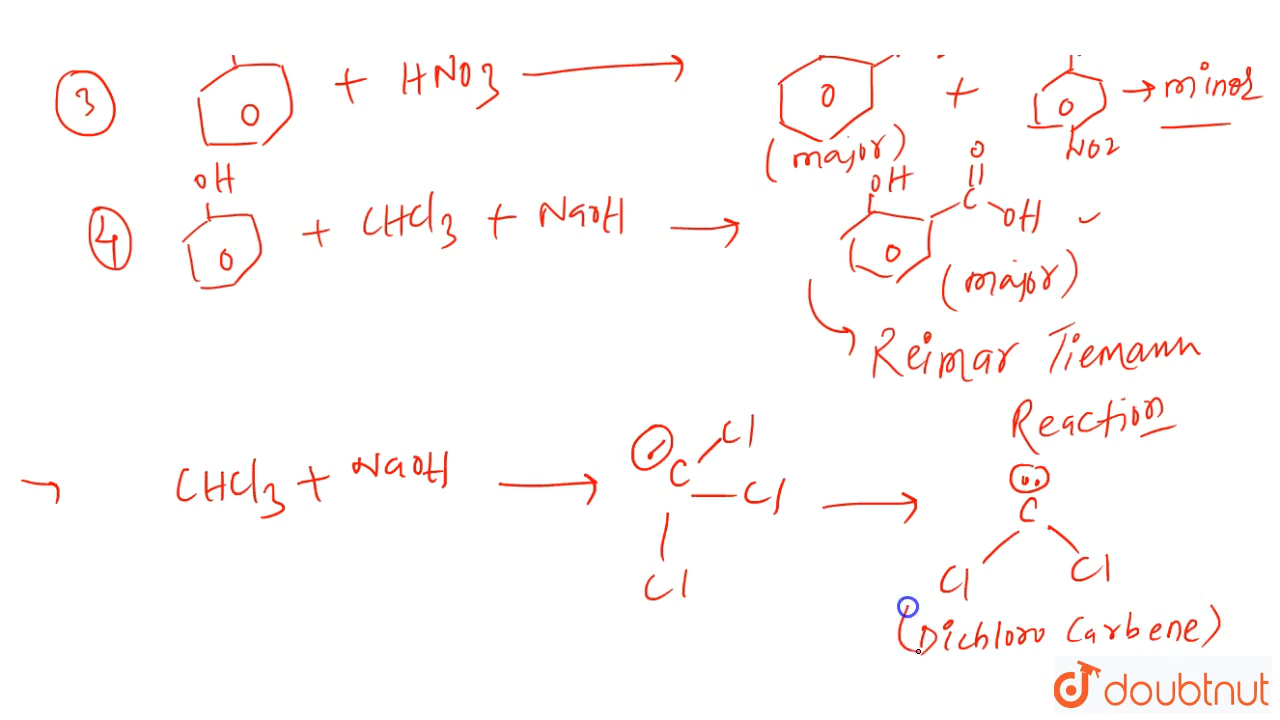 3 + HNO3 → + → minor
O O O
(major) NO2
4 OH + CHCl3 + NaOH → OH C O OH
O O
(major)
Reimar Tiemann
Reaction
→ CHCl3 + NaOH → C Cl Cl Cl → C Cl Cl
(Dichloro Carbene)
doubtnut